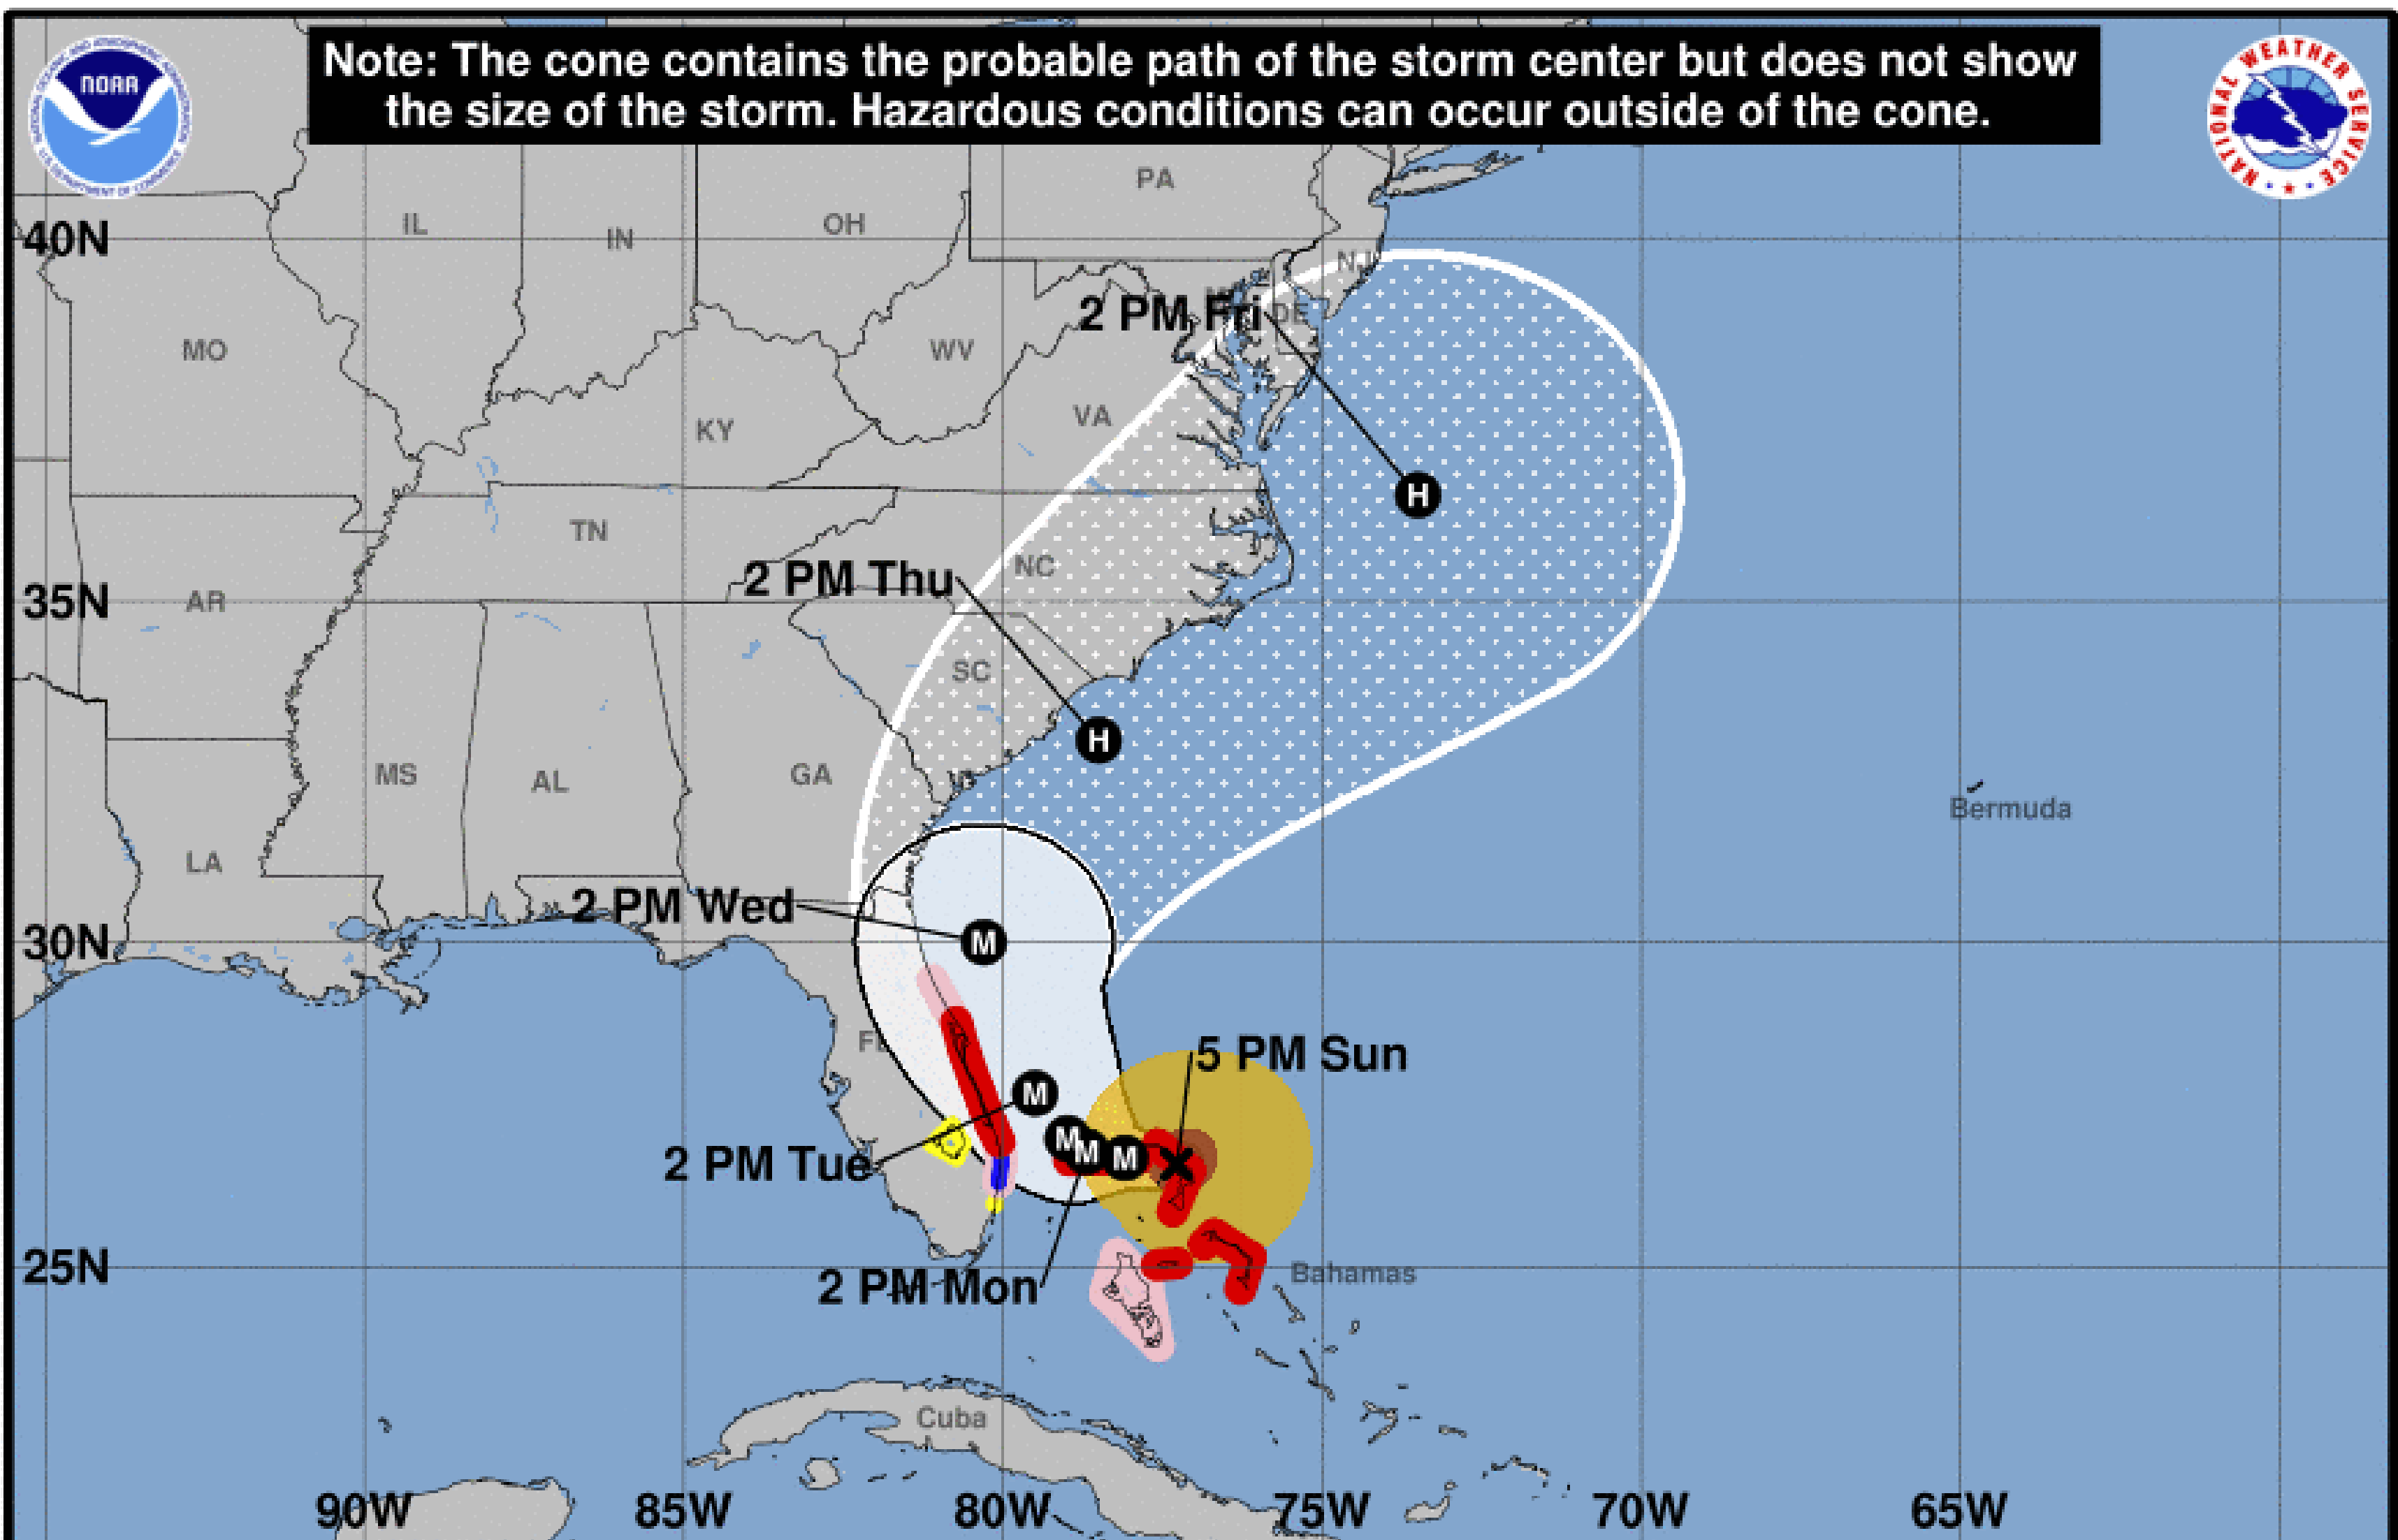 Note: The cone contains the probable path of the storm center but does not show
the size of the storm. Hazardous conditions can occur outside of the cone.
NOAA
NATIONAL WEATHER SERVICE
PA
IL
IN
OH
40N
NJ
2 PM Fri
DE
MO
WV
VA
KY
H
TN
NC
2 PM Thu
35N
AR
SC
H
MS
AL
GA
Bermuda
LA
2 PM Wed
30N
M
FL
5 PM Sun
M
M
M
M
2 PM Tue
25N
2 PM Mon
Bahamas
Cuba
90W
85W
80W
75W
70W
65W